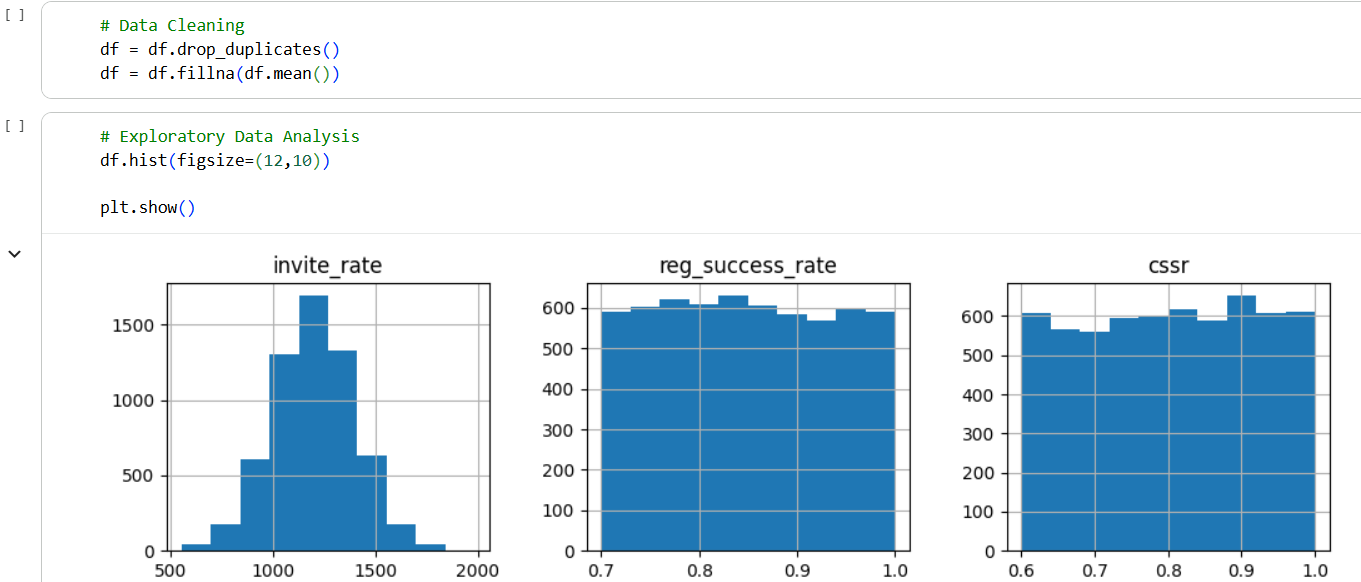 [ ]
# Data Cleaning
df = df.drop_duplicates()
df = df.fillna(df.mean())
[ ]
# Exploratory Data Analysis
df.hist(figsize=(12,10))
plt.show()
invite_rate
1500
1000
500
0
500 1000 1500 2000
reg_success_rate
600
500
400
300
200
100
0
0.7 0.8 0.9 1.0
cssr
600
500
400
300
200
100
0
0.6 0.7 0.8 0.9 1.0